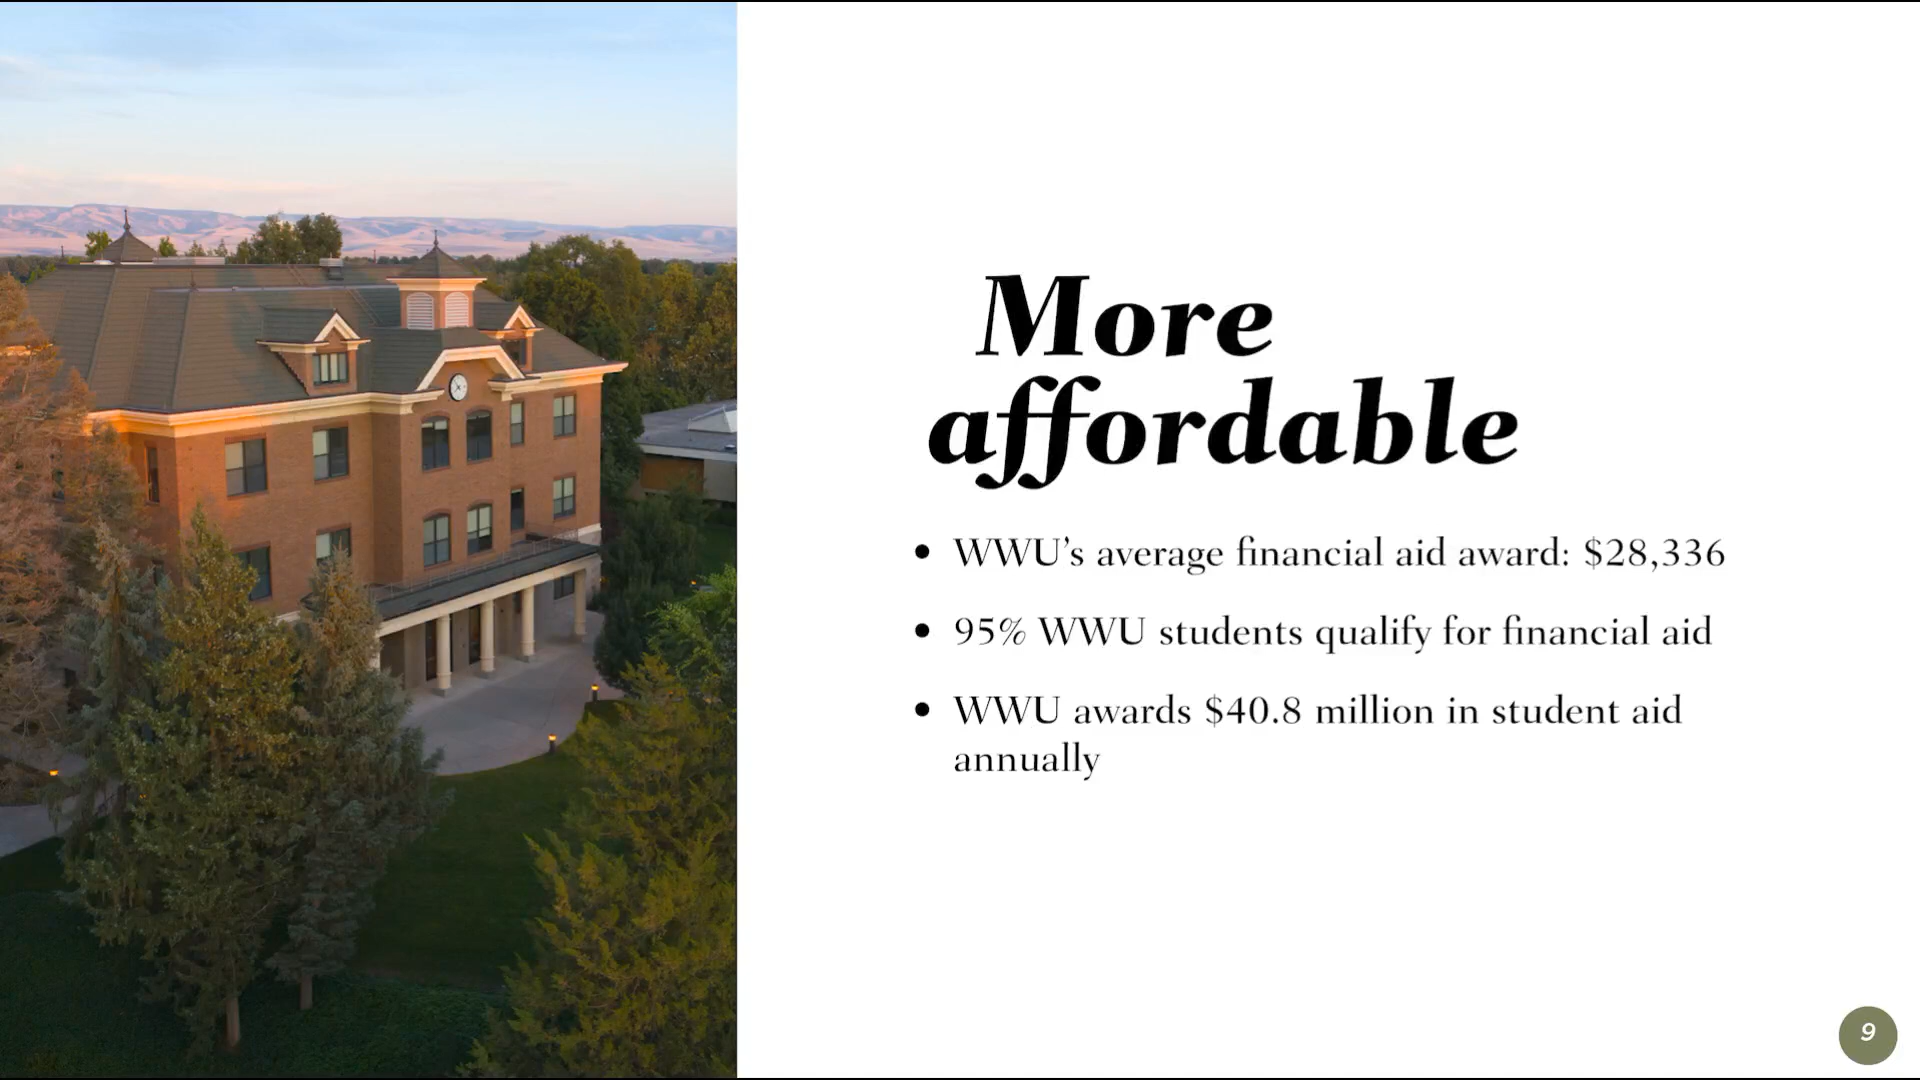 More
affordable
• WWU’s average financial aid award: $28,336
• 95% WWU students qualify for financial aid
• WWU awards $40.8 million in student aid
annually
9